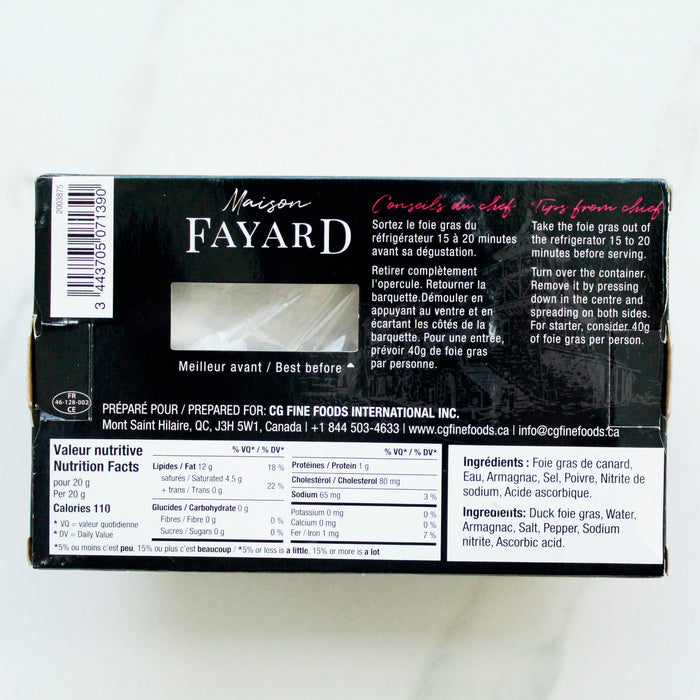 2003875
3 443705 071390
Maison
FAYARD
Meilleur avant / Best before
Conseils du chef
Sortez le foie gras du
réfrigérateur 15 à 20 minutes
avant sa dégustation.
Retirer complètement
l'opercule. Retourner la
barquette.Démouler en
appuyant au ventre et en
écartant les côtés de la
barquette. Pour une entrée,
prévoir 40g de foie gras
par personne.
Tips from chief
Take the foie gras out of
the refrigerator 15 to 20
minutes before serving.
Turn over the container.
Remove it by pressing
down in the centre and
spreading on both sides.
For starter, consider 40g
of foie gras per person.
FR
46-128-002
CE
PRÉPARÉ POUR / PREPARED FOR: CG FINE FOODS INTERNATIONAL INC.
Mont Saint Hilaire, QC, J3H 5W1, Canada | +1 844 503-4633 | www.cgfinefoods.ca | info@cgfinefoods.ca
Valeur nutritive
Nutrition Facts
pour 20 g
Per 20 g
Calories 110
* VQ = valeur quotidienne
* DV = Daily Value
% VQ* / % DV*
Lipides / Fat 12 g 18 %
saturés / Saturated 4.5 g
+ trans / Trans 0 g 22 %
Glucides / Carbohydrate 0 g
Fibres / Fibre 0 g 0 %
Sucres / Sugars 0 g 0 %
% VQ* / % DV*
Protéines / Protein 1 g
Cholestérol / Cholesterol 80 mg
Sodium 65 mg 3 %
Potassium 0 mg 0 %
Calcium 0 mg 0 %
Fer / Iron 1 mg 7 %
*5% ou moins c'est peu, 15% ou plus c'est beaucoup / *5% or less is a little, 15% or more is a lot
Ingrédients : Foie gras de canard,
Eau, Armagnac, Sel, Poivre, Nitrite de
sodium, Acide ascorbique.
Ingredients: Duck foie gras, Water,
Armagnac, Salt, Pepper, Sodium
nitrite, Ascorbic acid.